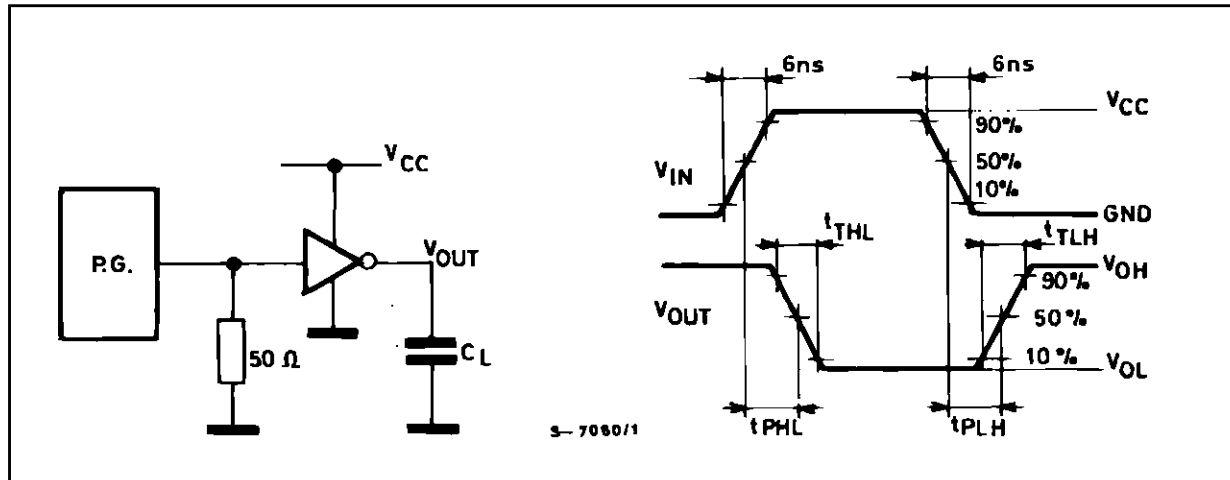 P.G.
50 Ω
VCC
VOUT
CL
S-7080/1
6ns
6ns
VCC
90%
50%
10%
VIN
GND
tTHL
tTLH
VOH
90%
VOUT
50%
10%
VOL
tPHL
tPLH